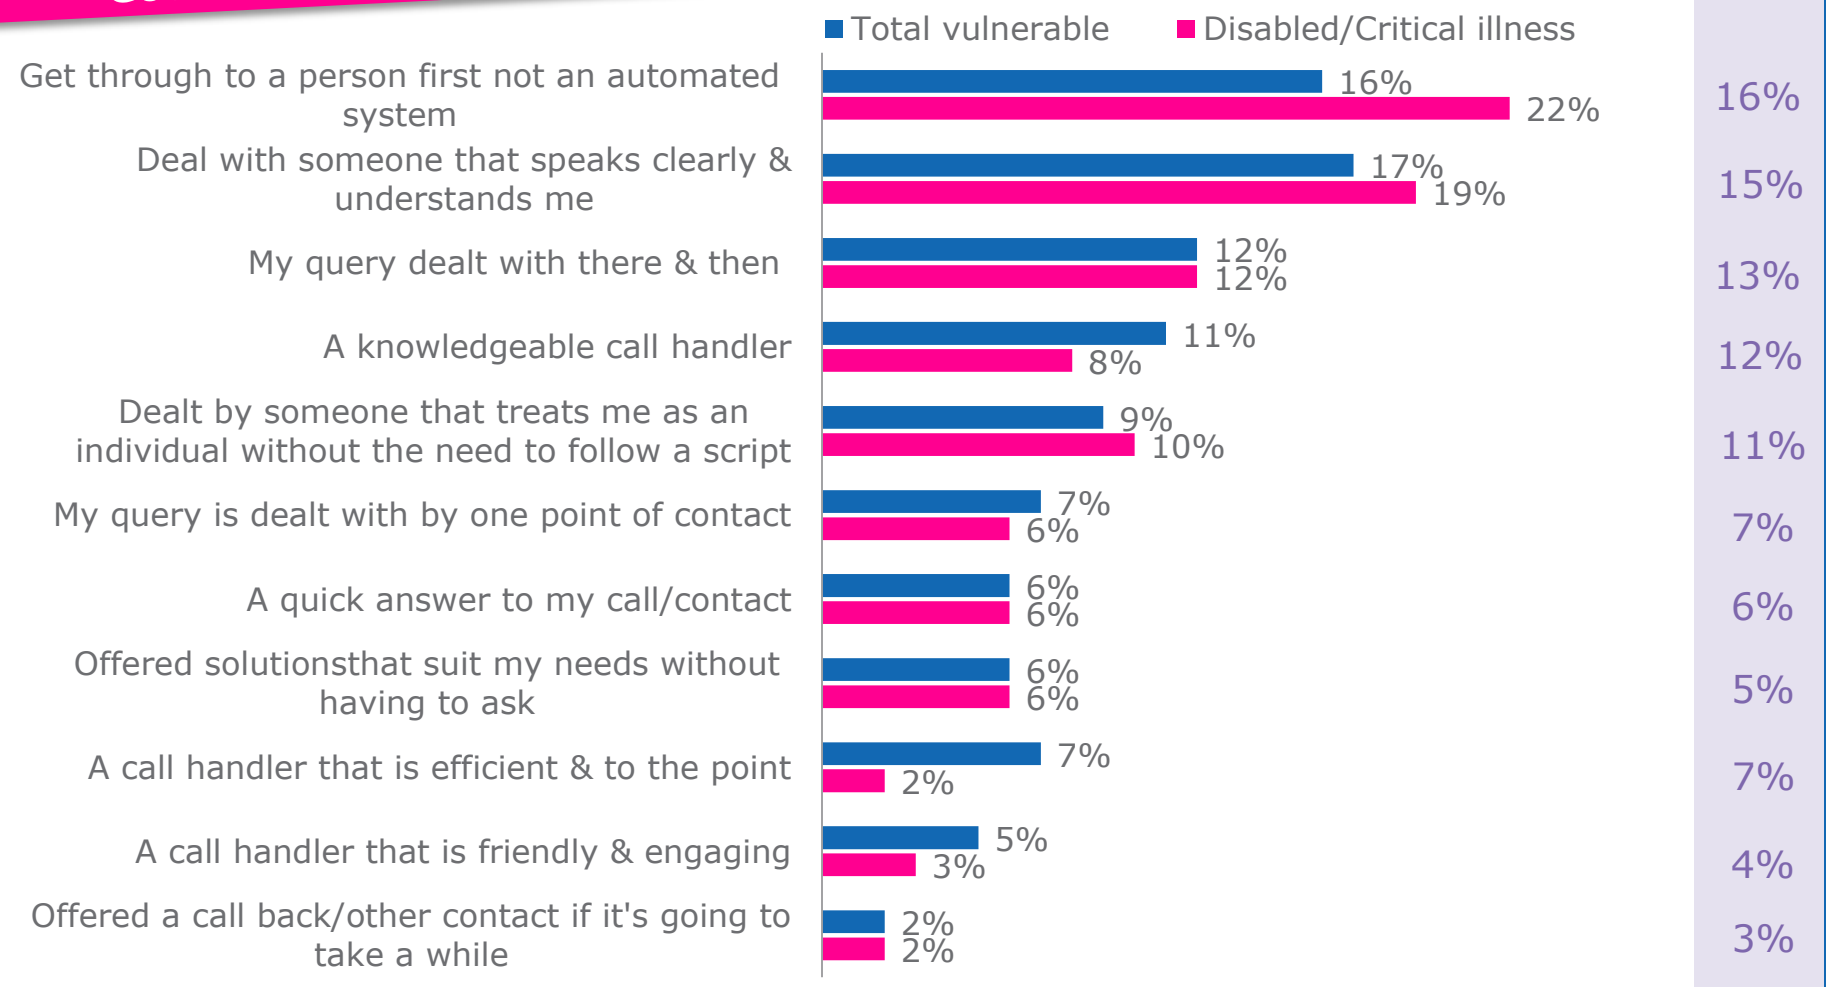 Total vulnerable
Disabled/Critical illness
Get through to a person first not an automated
system
16%
22%
16%
Deal with someone that speaks clearly &
understands me
17%
19%
15%
My query dealt with there & then
12%
12%
13%
A knowledgeable call handler
11%
8%
12%
Dealt by someone that treats me as an
individual without the need to follow a script
9%
10%
11%
My query is dealt with by one point of contact
7%
6%
7%
A quick answer to my call/contact
6%
6%
6%
Offered solutionsthat suit my needs without
having to ask
6%
6%
5%
A call handler that is efficient & to the point
7%
2%
7%
A call handler that is friendly & engaging
5%
3%
4%
Offered a call back/other contact if it's going to
take a while
2%
2%
3%